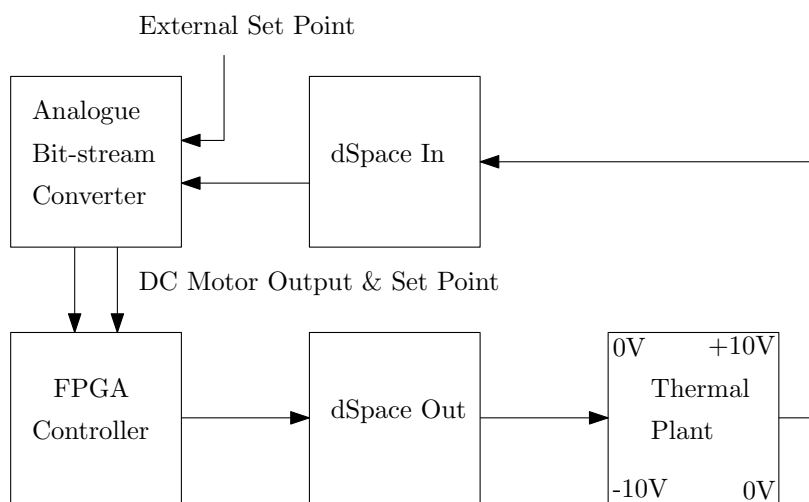 External Set Point
Analogue
Bit-stream
Converter
dSpace In
DC Motor Output & Set Point
FPGA
Controller
dSpace Out
0V
+10V
Thermal
Plant
-10V
0V